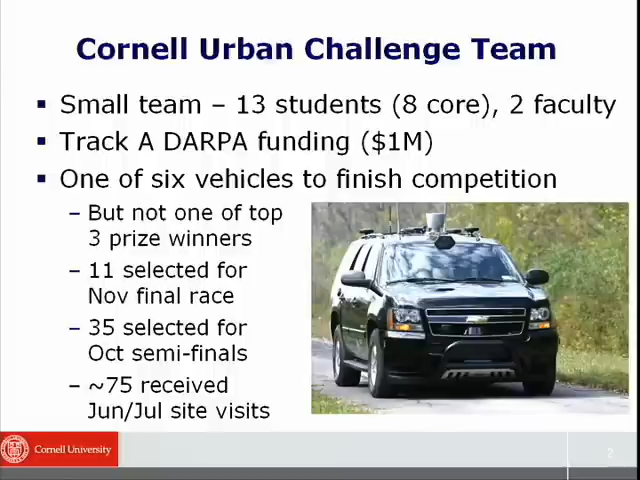 Cornell Urban Challenge Team
▪ Small team – 13 students (8 core), 2 faculty
▪ Track A DARPA funding ($1M)
▪ One of six vehicles to finish competition
– But not one of top
3 prize winners
– 11 selected for
Nov final race
– 35 selected for
Oct semi-finals
– ~75 received
Jun/Jul site visits
Cornell University
2